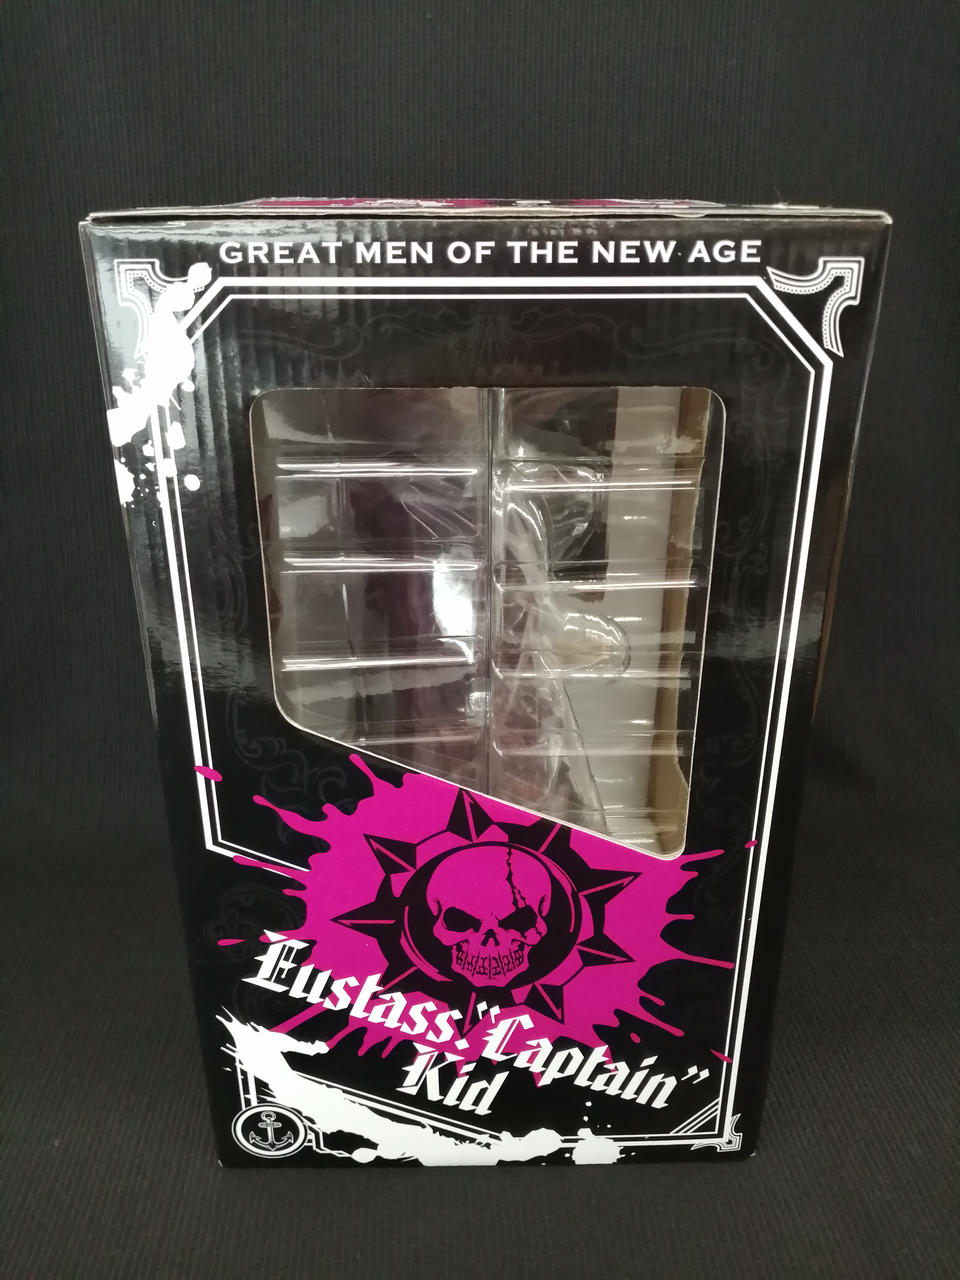 GREAT MEN OF THE NEW AGE
Eustass."Captain"
Kid